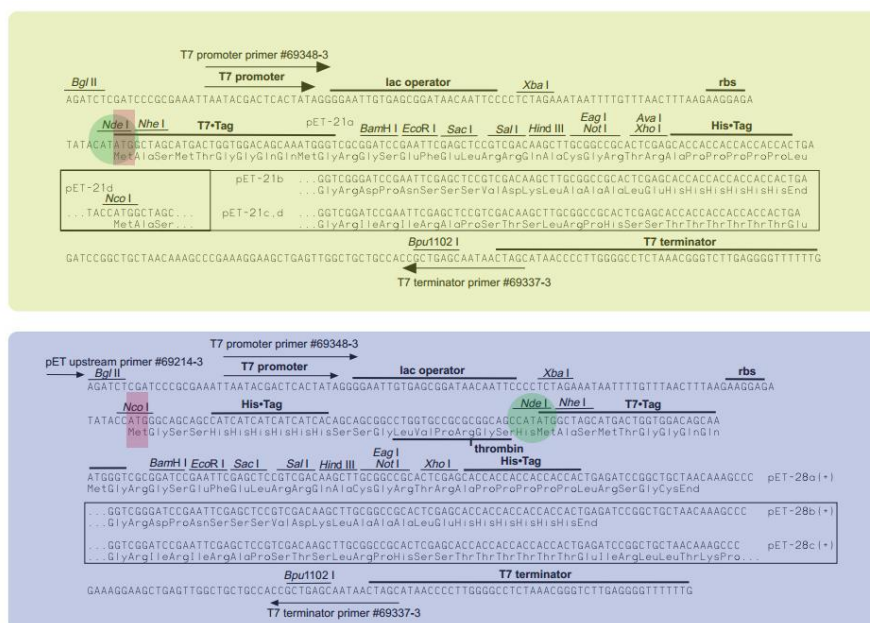 T7 promoter primer #69348-3
Bgl II T7 promoter lac operator Xba I rbs
AGATCTCGATCCCGCGAAATTAATACGACTCACTATAGGGGAATTGTGAGCGGATAACAATTCCCCTCTAGAAATAATTTTGTTTAACTTTAAGAAGGAGA
Nde I Nhe I T7•Tag pET-21a BamH I EcoR I Sac I Sal I Hind III Eag I Not I Ava I Xho I His•Tag
TATACATATGGCTAGCATGACTGGTGGACAGCAAATGGGTCGCGGATCCGAATTCGAGCTCCGTCGACAAGCTTGCGGCCGCACTCGAGCACCACCACCACCACCACTGA
MetAlaSerMetThrGlyGlyGlnGlnMetGlyArgGlySerGluPheGluLeuArgArgGlnAlaCysGlyArgThrArgAlaProProProProProLeu
pET-21d
Nco I
...TACCATGGCTAGC...
MetAlaSer...
pET-21b ...GGTCGGGATCCGAATTCGAGCTCCGTCGACAAGCTTGCGGCCGCACTCGAGCACCACCACCACCACCACTGA
...GlyArgAspProAsnSerSerSerValAspLysLeuAlaAlaAlaLeuGluHisHisHisHisHisHisEnd
pET-21c,d ...GGTCGGATCCGAATTCGAGCTCCGTCGACAAGCTTGCGGCCGCACTCGAGCACCACCACCACCACCACTGA
...GlyArgIleArgIleArgAlaProSerThrSerLeuArgProHisSerSerThrThrThrThrThrThrGlu
Bpu1102 I T7 terminator
GATCCGGCTGCTAACAAAGCCCGAAAGGAAGCTGAGTTGGCTGCTGCCACCGCTGAGCAATAACTAGCATAACCCCTTGGGGCCTCTAAACGGGTCTTGAGGGGTTTTTTG
T7 terminator primer #69337-3
T7 promoter primer #69348-3
pET upstream primer #69214-3
Bgl II T7 promoter lac operator Xba I rbs
AGATCTCGATCCCGCGAAATTAATACGACTCACTATAGGGGAATTGTGAGCGGATAACAATTCCCCTCTAGAAATAATTTTGTTTAACTTTAAGAAGGAGA
Nco I His•Tag Nde I Nhe I T7•Tag
TATACCATGGGCAGCAGCCATCATCATCATCATCACAGCAGCGGCCTGGTGCCGCGCGGCAGCCATATGGCTAGCATGACTGGTGGACAGCAA
MetGlySerSerHisHisHisHisHisHisSerSerGlyLeuValProArgGlySerHisMetAlaSerMetThrGlyGlyGlnGln
thrombin
BamH I EcoR I Sac I Sal I Hind III Eag I Not I Xho I His•Tag
ATGGGTCGCGGATCCGAATTCGAGCTCCGTCGACAAGCTTGCGGCCGCACTCGAGCACCACCACCACCACCACTGAGATCCGGCTGCTAACAAAGCCC pET-28a(+)
MetGlyArgGlySerGluPheGluLeuArgArgGlnAlaCysGlyArgThrArgAlaProProProProProLeuArgSerGlyCysEnd
...GGTCGGGATCCGAATTCGAGCTCCGTCGACAAGCTTGCGGCCGCACTCGAGCACCACCACCACCACCACTGAGATCCGGCTGCTAACAAAGCCC pET-28b(+)
...GlyArgAspProAsnSerSerSerValAspLysLeuAlaAlaAlaLeuGluHisHisHisHisHisHisEnd
...GGTCGGATCCGAATTCGAGCTCCGTCGACAAGCTTGCGGCCGCACTCGAGCACCACCACCACCACCACTGAGATCCGGCTGCTAACAAAGCCC pET-28c(+)
...GlyArgIleArgIleArgAlaProSerThrSerLeuArgProHisSerSerThrThrThrThrThrThrGluIleArgLeuLeuThrLysPro...
Bpu1102 I T7 terminator
GAAAGGAAGCTGAGTTGGCTGCTGCCACCGCTGAGCAATAACTAGCATAACCCCTTGGGGCCTCTAAACGGGTCTTGAGGGGTTTTTTG
T7 terminator primer #69337-3